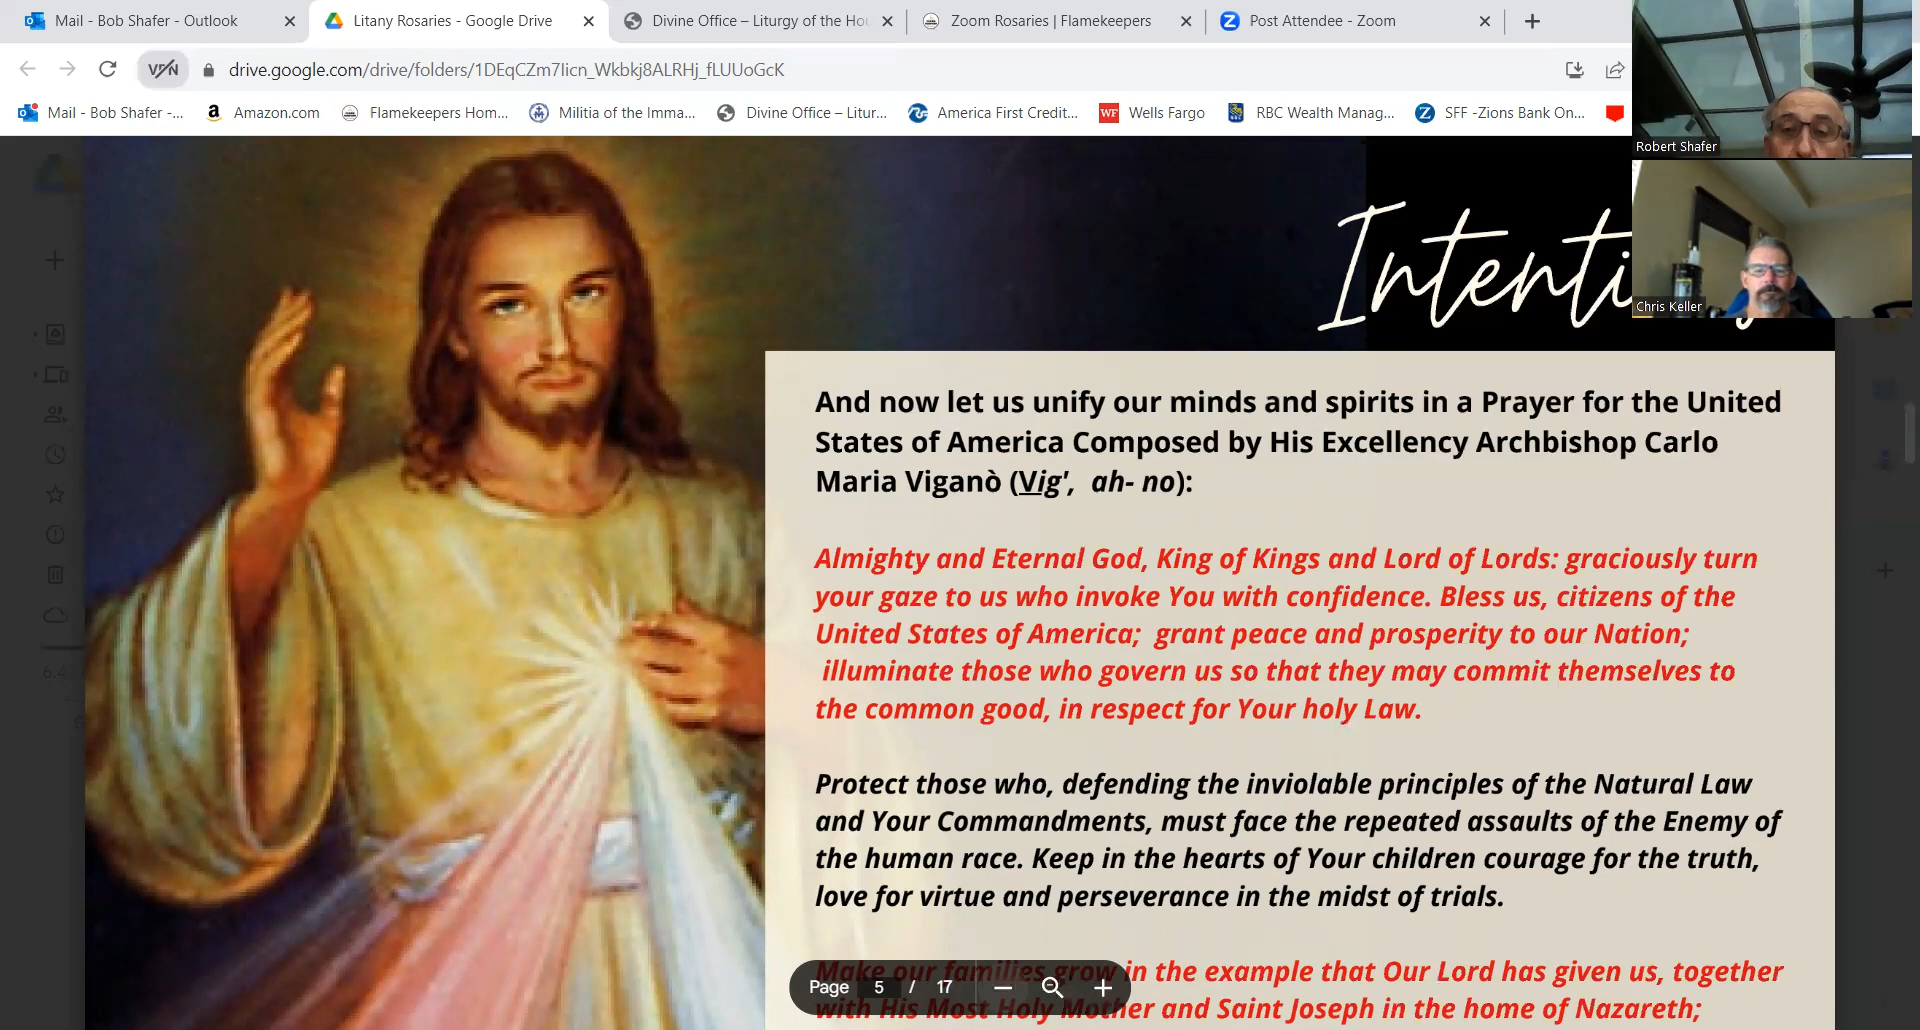 Mail - Bob Shafer - Outlook
Litany Rosaries - Google Drive
Divine Office – Liturgy of the Hou
Zoom Rosaries | Flamekeepers
Post Attendee - Zoom
VPN
drive.google.com/drive/folders/1DEqCZm7Iicn_Wkbkj8ALRHj_fLUUoGcK
Mail - Bob Shafer -...
Amazon.com
Flamekeepers Hom...
Militia of the Imma...
Divine Office – Litur...
America First Credit...
WF Wells Fargo
RBC Wealth Manag...
SFF -Zions Bank On...
Robert Shafer
Chris Keller
Intenti
And now let us unify our minds and spirits in a Prayer for the United
States of America Composed by His Excellency Archbishop Carlo
Maria Viganò (Vig', ah- no):
Almighty and Eternal God, King of Kings and Lord of Lords: graciously turn
your gaze to us who invoke You with confidence. Bless us, citizens of the
United States of America; grant peace and prosperity to our Nation;
illuminate those who govern us so that they may commit themselves to
the common good, in respect for Your holy Law.
Protect those who, defending the inviolable principles of the Natural Law
and Your Commandments, must face the repeated assaults of the Enemy of
the human race. Keep in the hearts of Your children courage for the truth,
love for virtue and perseverance in the midst of trials.
Make our families grow in the example that Our Lord has given us, together
with His Most Holy Mother and Saint Joseph in the home of Nazareth;
Page 5 / 17
6.4